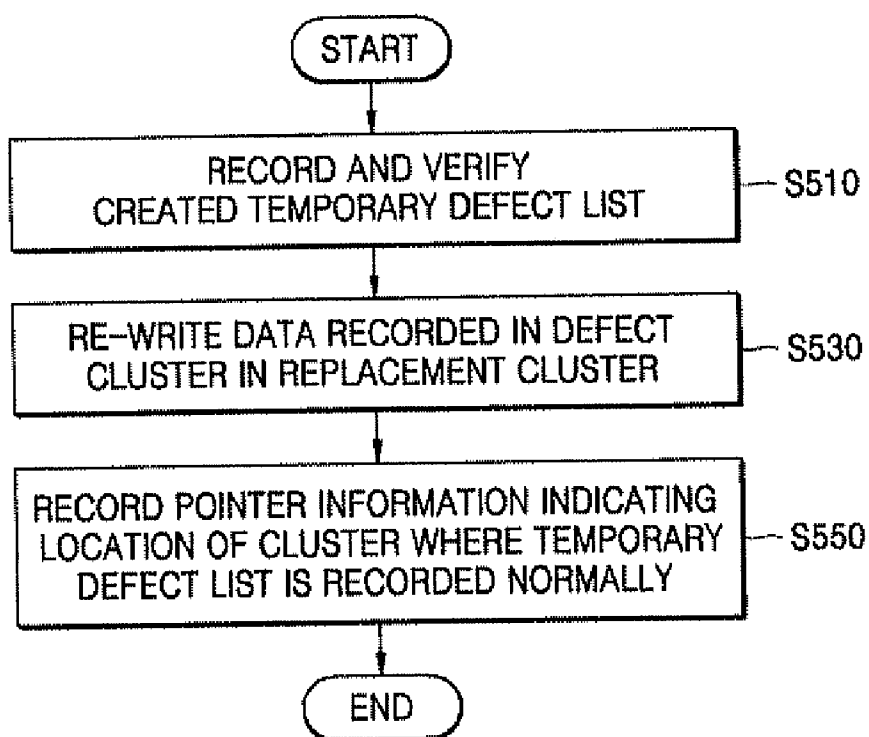 START
RECORD AND VERIFY
CREATED TEMPORARY DEFECT LIST
S510
RE-WRITE DATA RECORDED IN DEFECT
CLUSTER IN REPLACEMENT CLUSTER
S530
RECORD POINTER INFORMATION INDICATING
LOCATION OF CLUSTER WHERE TEMPORARY
DEFECT LIST IS RECORDED NORMALLY
S550
END